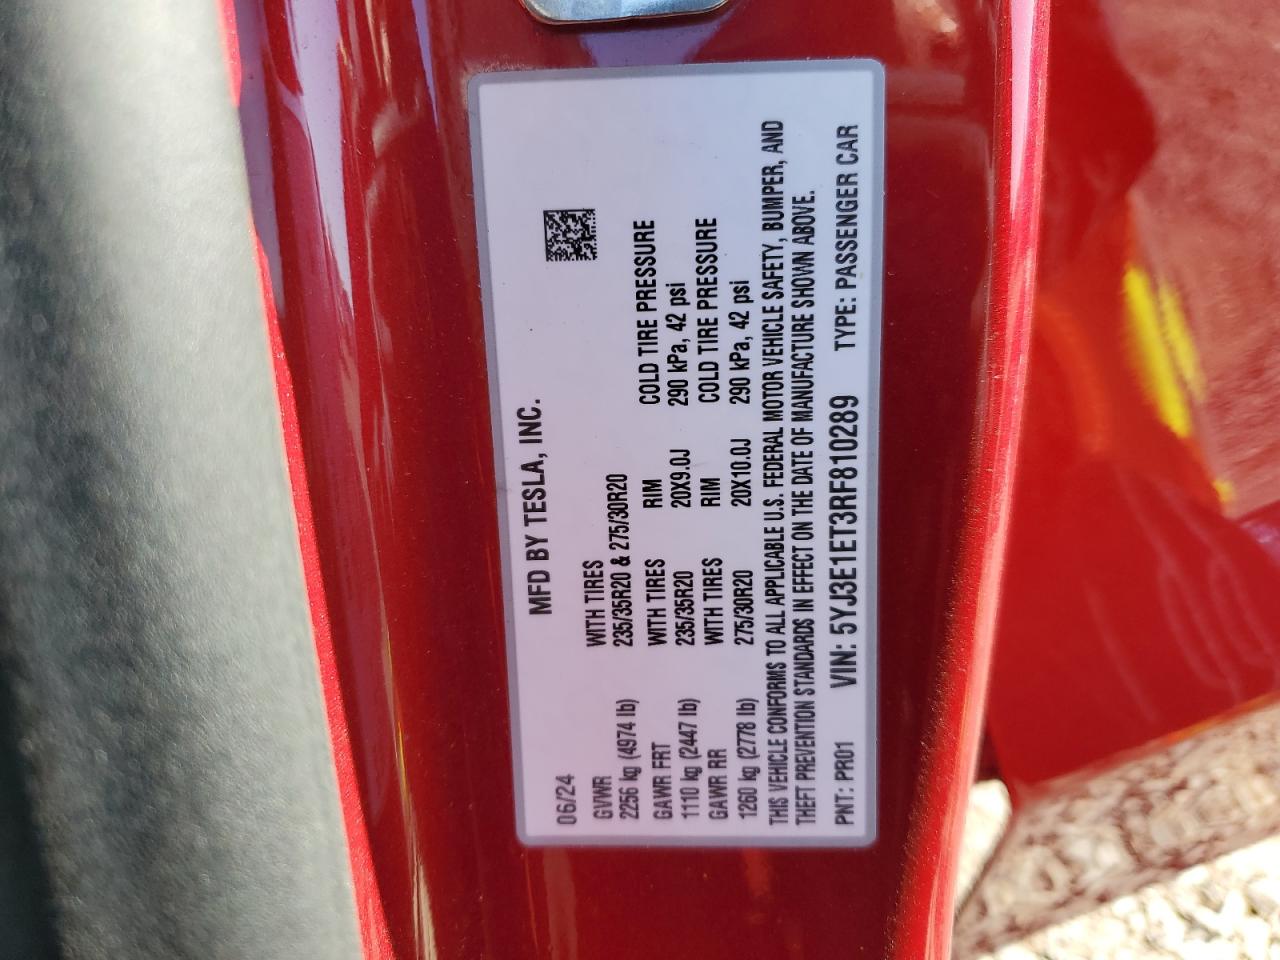 MFD BY TESLA, INC.
06/24
GVWR WITH TIRES
2256 kg (4974 lb) 235/35R20 & 275/30R20
GAWR FRT WITH TIRES RIM COLD TIRE PRESSURE
1110 kg (2447 lb) 235/35R20 20X9.0J 290 kPa, 42 psi
GAWR RR WITH TIRES RIM COLD TIRE PRESSURE
1260 kg (2778 lb) 275/30R20 20X10.0J 290 kPa, 42 psi
THIS VEHICLE CONFORMS TO ALL APPLICABLE U.S. FEDERAL MOTOR VEHICLE SAFETY, BUMPER, AND
THEFT PREVENTION STANDARDS IN EFFECT ON THE DATE OF MANUFACTURE SHOWN ABOVE.
PNT: PR01 VIN: 5YJ3E1ET3RF810289 TYPE: PASSENGER CAR